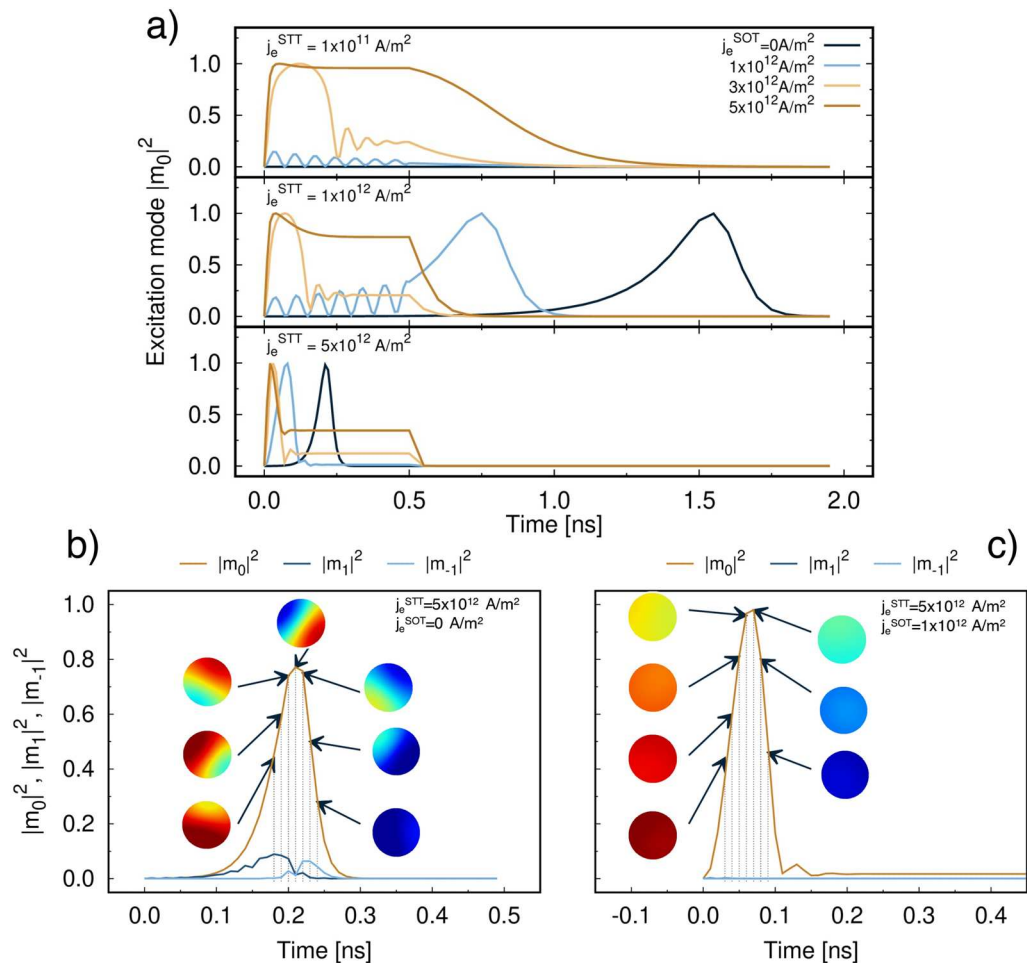 a)
j_e^STT = 1x10^11 A/m^2
j_e^SOT=0A/m^2
1x10^12A/m^2
3x10^12A/m^2
5x10^12A/m^2
1.0
0.5
0.0
j_e^STT = 1x10^12 A/m^2
1.0
0.5
0.0
j_e^STT = 5x10^12 A/m^2
1.0
0.5
0.0
Excitation mode |m_0|^2
0.0 0.5 1.0 1.5 2.0
Time [ns]
b)
|m_0|^2 |m_1|^2 |m_-1|^2
j_e^STT=5x10^12 A/m^2
j_e^SOT=0 A/m^2
1.0
0.8
0.6
0.4
0.2
0.0
|m_0|^2, |m_1|^2, |m_-1|^2
0.0 0.1 0.2 0.3 0.4 0.5
Time [ns]
c)
|m_0|^2 |m_1|^2 |m_-1|^2
j_e^STT=5x10^12 A/m^2
j_e^SOT=1x10^12 A/m^2
-0.1 0.0 0.1 0.2 0.3 0.4
Time [ns]